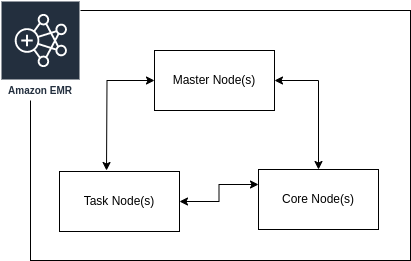 Amazon EMR
Master Node(s)
Task Node(s)
Core Node(s)